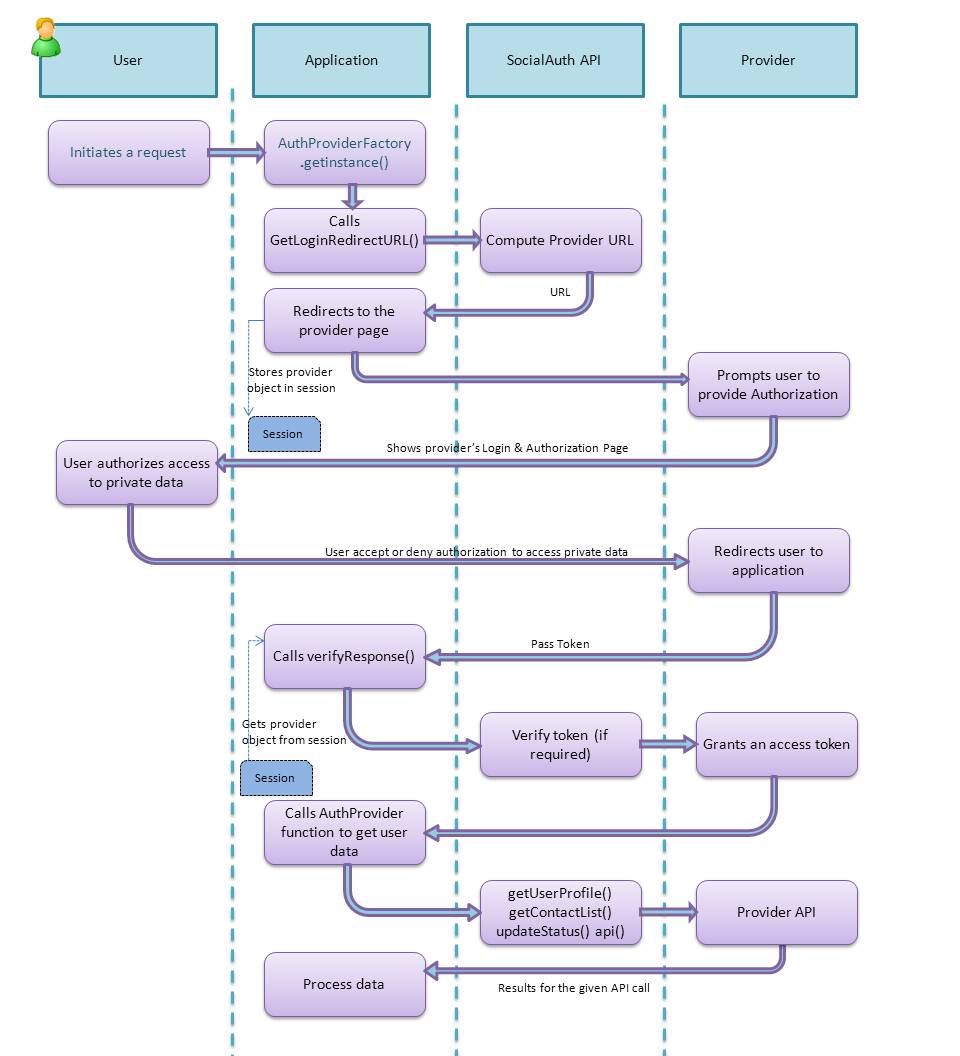 User
Application
SocialAuth API
Provider
Initiates a request
AuthProviderFactory
.getinstance()
Calls
GetLoginRedirectURL()
Compute Provider URL
URL
Redirects to the
provider page
Stores provider
object in session
Session
Prompts user to
provide Authorization
Shows provider's Login & Authorization Page
User authorizes access
to private data
User accept or deny authorization to access private data
Redirects user to
application
Pass Token
Calls verifyResponse()
Gets provider
object from session
Session
Verify token (if
required)
Grants an access token
Calls AuthProvider
function to get user
data
getUserProfile()
getContactList()
updateStatus() api()
Provider API
Results for the given API call
Process data